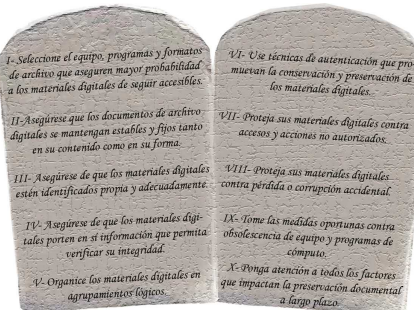 I- Seleccione el equipo, programas y formatos
de archivo que aseguren mayor probabilidad
a los materiales digitales de seguir accesibles.
II-Asegúrese que los documentos de archivo
digitales se mantengan estables y fijos tanto
en su contenido como en su forma.
III- Asegúrese de que los materiales digitales
estén identificados propia y adecuadamente.
IV- Asegúrese de que los materiales digi-
tales porten en sí información que permita
verificar su integridad.
V- Organice los materiales digitales en
agrupamientos lógicos.
VI- Use técnicas de autenticación que pro-
muevan la conservación y preservación de
los materiales digitales.
VII- Proteja sus materiales digitales contra
accesos y acciones no autorizados.
VIII- Proteja sus materiales digitales
contra pérdida o corrupción accidental.
IX- Tome las medidas oportunas contra
obsolescencia de equipo y programas de
cómputo.
X-Ponga atención a todos los factores
que impactan la preservación documental
a largo plazo.